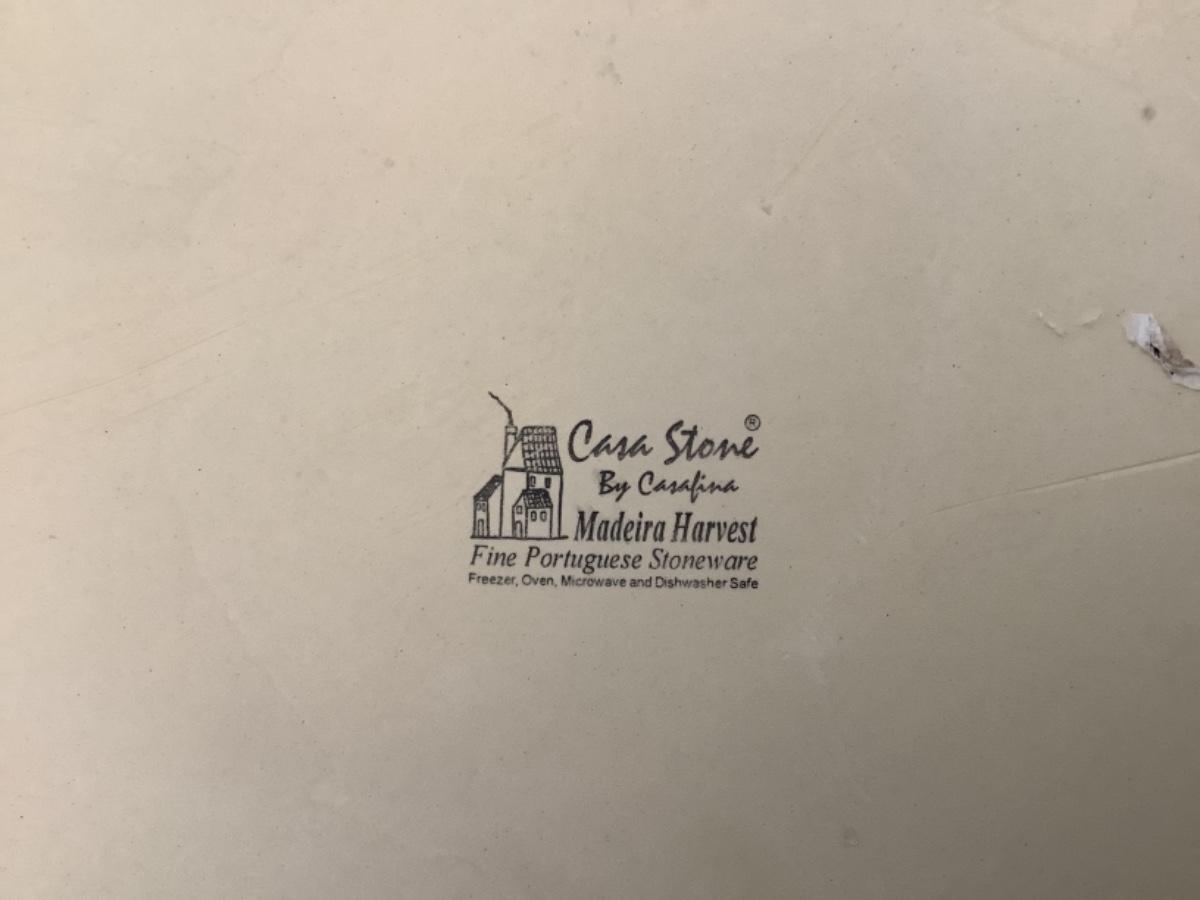 Casa Stone®
By Casafina
Madeira Harvest
Fine Portuguese Stoneware
Freezer, Oven, Microwave and Dishwasher Safe